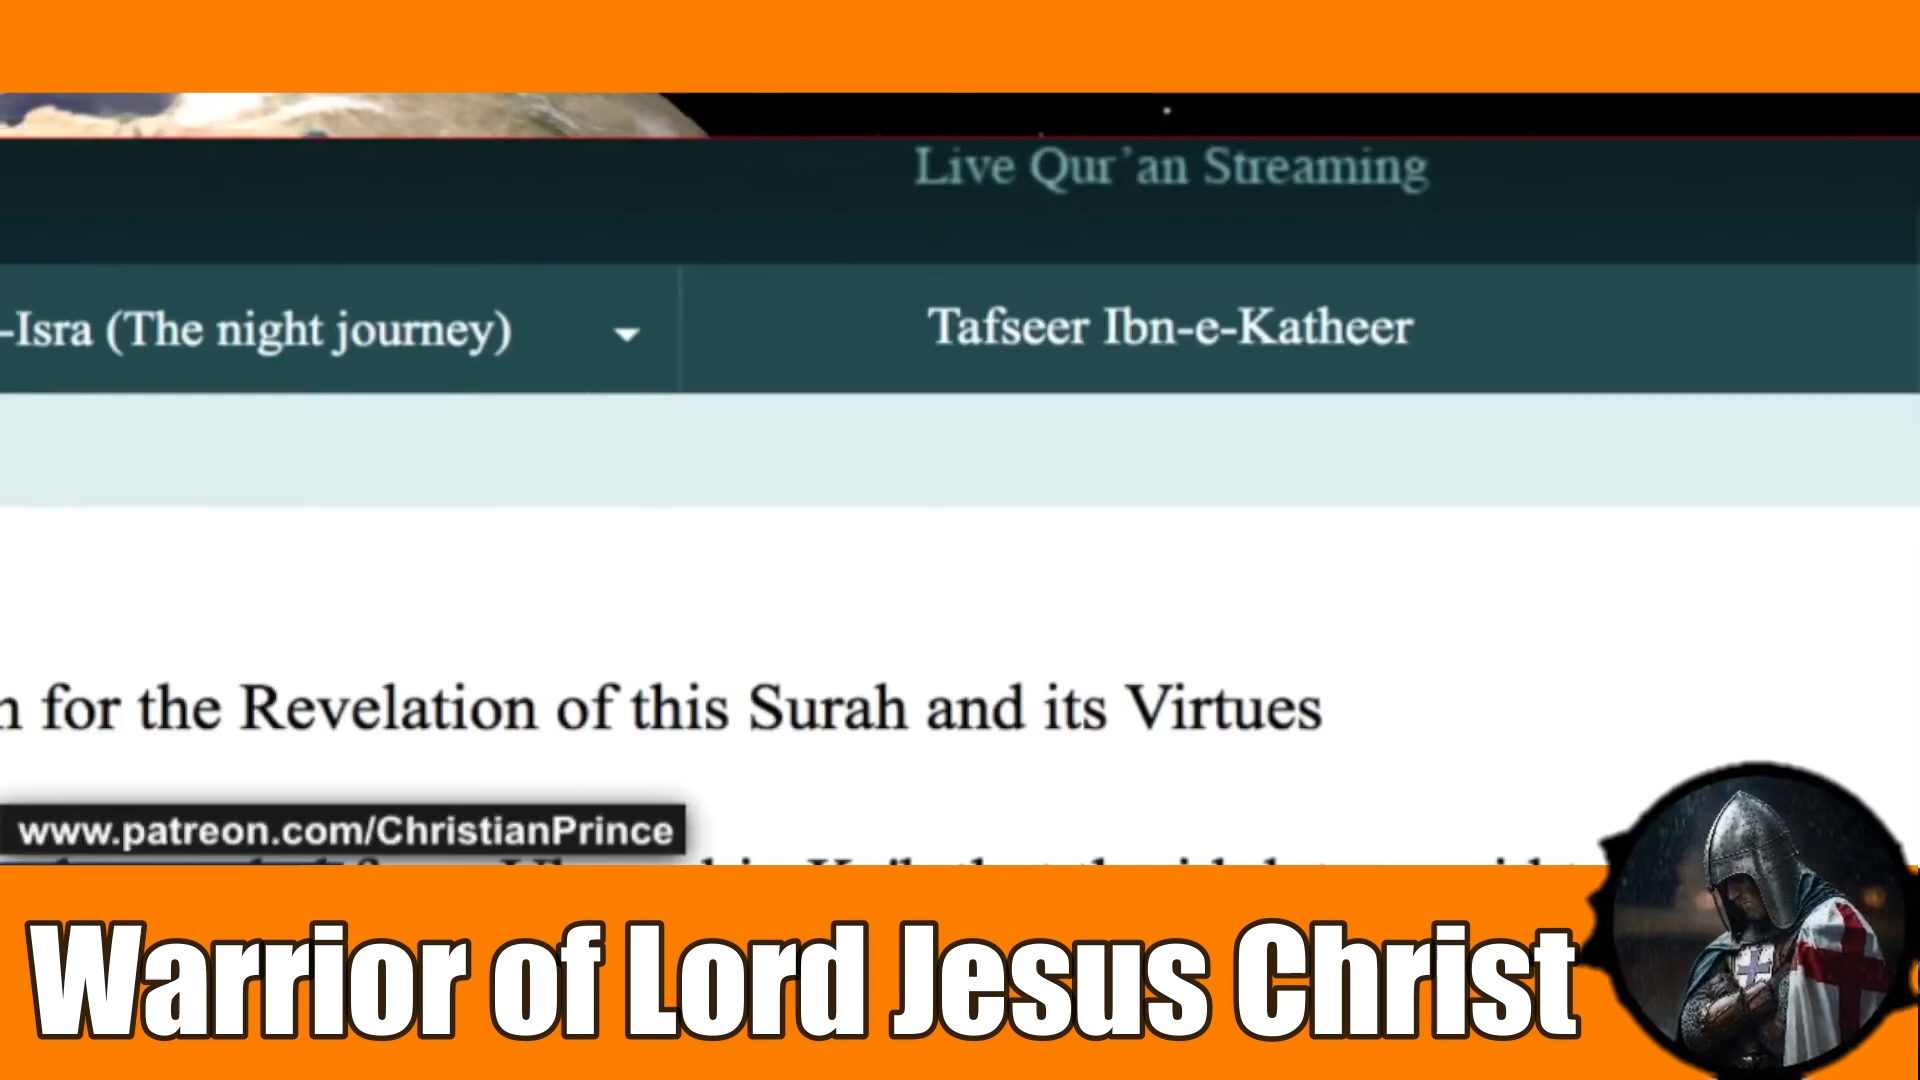 Live Qur’an Streaming
-Isra (The night journey)
Tafseer Ibn-e-Katheer
for the Revelation of this Surah and its Virtues
www.patreon.com/ChristianPrince
Warrior of Lord Jesus Christ